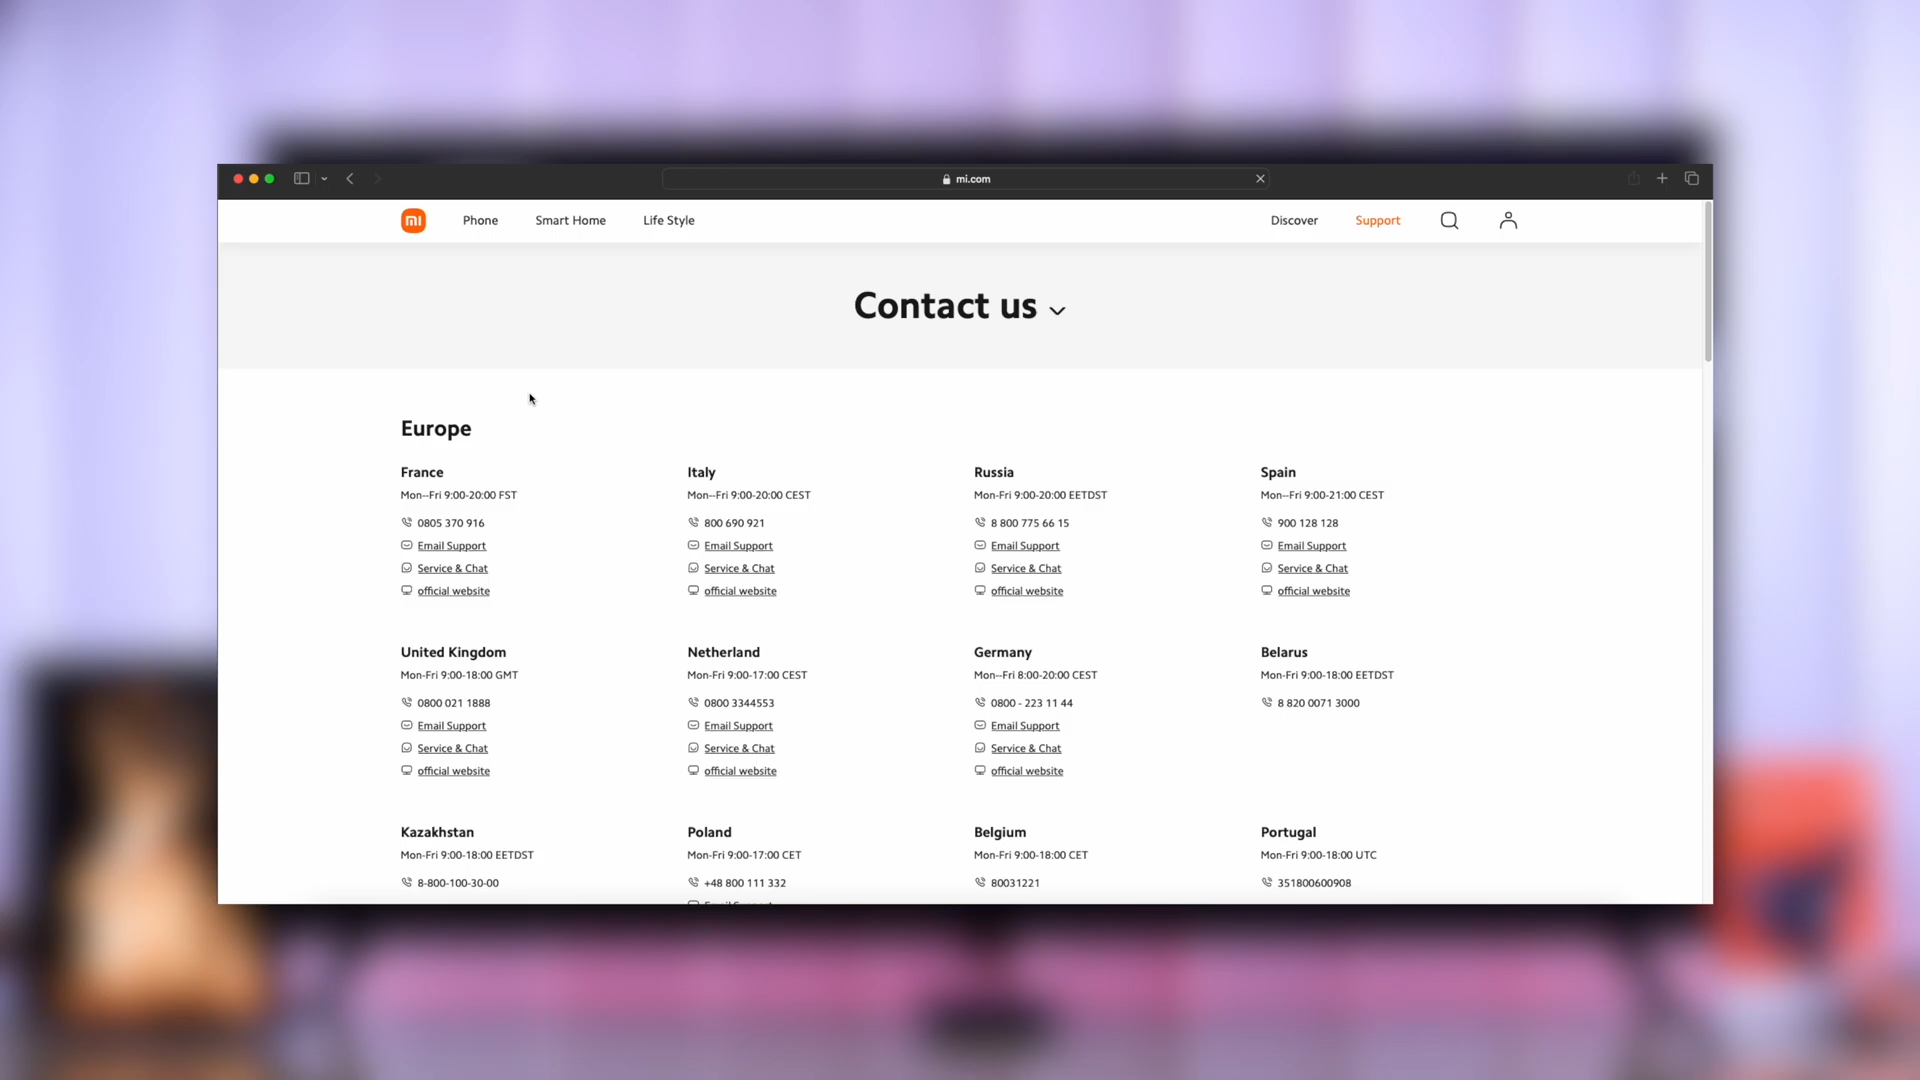 mi.com
mi
Phone
Smart Home
Life Style
Discover
Support
Contact us
Europe
France
Mon--Fri 9:00-20:00 FST
0805 370 916
Email Support
Service & Chat
official website
Italy
Mon--Fri 9:00-20:00 CEST
800 690 921
Email Support
Service & Chat
official website
Russia
Mon-Fri 9:00-20:00 EETDST
8 800 775 66 15
Email Support
Service & Chat
official website
Spain
Mon--Fri 9:00-21:00 CEST
900 128 128
Email Support
Service & Chat
official website
United Kingdom
Mon-Fri 9:00-18:00 GMT
0800 021 1888
Email Support
Service & Chat
official website
Netherland
Mon-Fri 9:00-17:00 CEST
0800 3344553
Email Support
Service & Chat
official website
Germany
Mon--Fri 8:00-20:00 CEST
0800 - 223 11 44
Email Support
Service & Chat
official website
Belarus
Mon-Fri 9:00-18:00 EETDST
8 820 0071 3000
Kazakhstan
Mon-Fri 9:00-18:00 EETDST
8-800-100-30-00
Poland
Mon-Fri 9:00-17:00 CET
+48 800 111 332
Belgium
Mon-Fri 9:00-18:00 CET
80031221
Portugal
Mon-Fri 9:00-18:00 UTC
351800600908